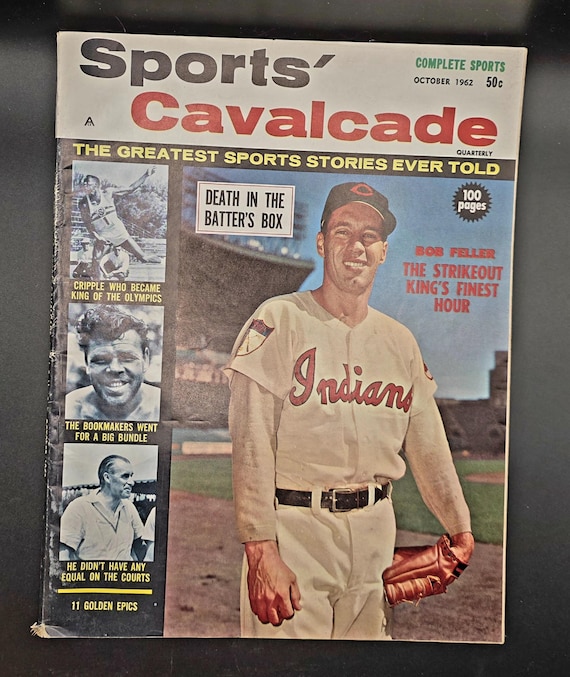 Sports'
Cavalcade
COMPLETE SPORTS
OCTOBER 1962 50c
QUARTERLY
THE GREATEST SPORTS STORIES EVER TOLD
DEATH IN THE
BATTER'S BOX
100
pages
BOB FELLER
THE STRIKEOUT
KING'S FINEST
HOUR
CRIPPLE WHO BECAME
KING OF THE OLYMPICS
THE BOOKMAKERS WENT
FOR A BIG BUNDLE
HE DIDN'T HAVE ANY
EQUAL ON THE COURTS
11 GOLDEN EPICS
C
Indians